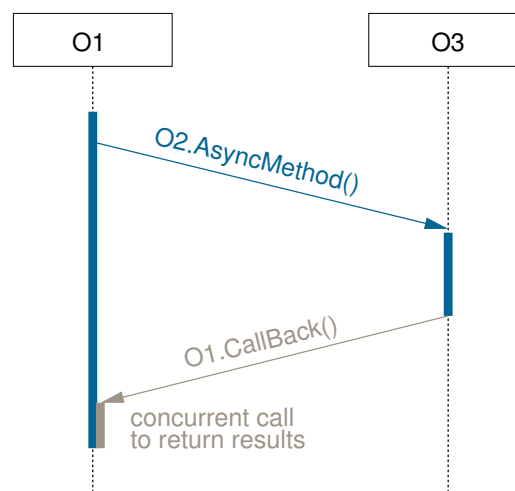 O1
O3
O2.AsyncMethod()
O1.CallBack()
concurrent call
to return results